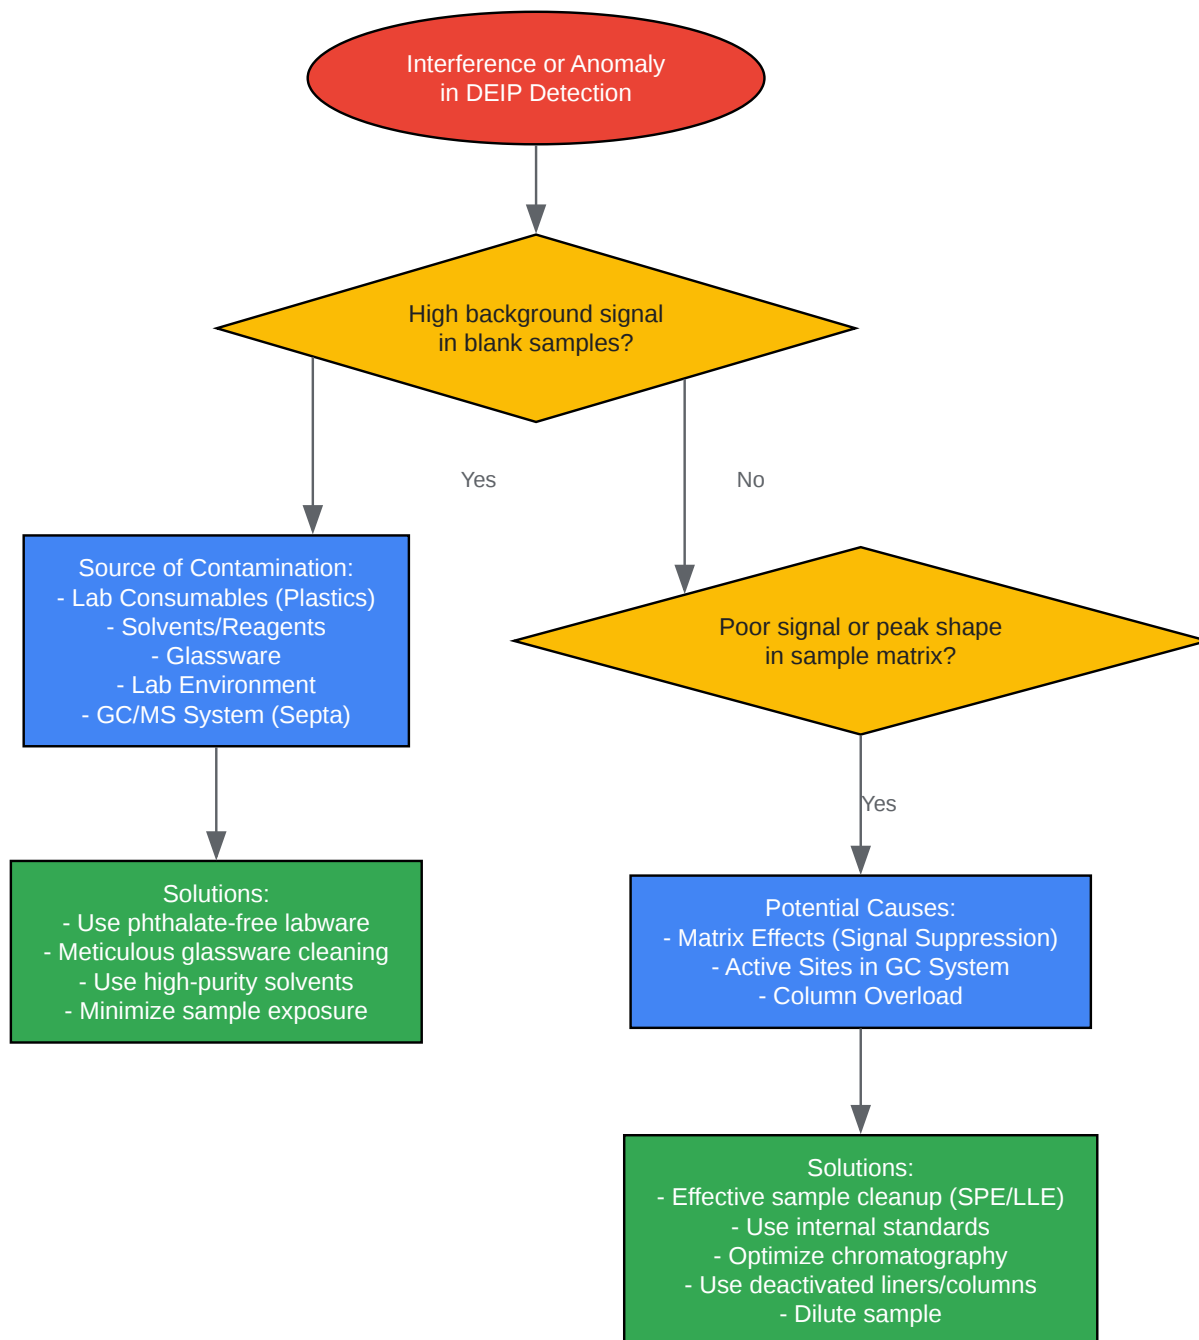 Interference or Anomaly
in DEIP Detection
High background signal
in blank samples?
Yes
No
Source of Contamination:
- Lab Consumables (Plastics)
- Solvents/Reagents
- Glassware
- Lab Environment
- GC/MS System (Septa)
Poor signal or peak shape
in sample matrix?
Yes
Solutions:
- Use phthalate-free labware
- Meticulous glassware cleaning
- Use high-purity solvents
- Minimize sample exposure
Potential Causes:
- Matrix Effects (Signal Suppression)
- Active Sites in GC System
- Column Overload
Solutions:
- Effective sample cleanup (SPE/LLE)
- Use internal standards
- Optimize chromatography
- Use deactivated liners/columns
- Dilute sample